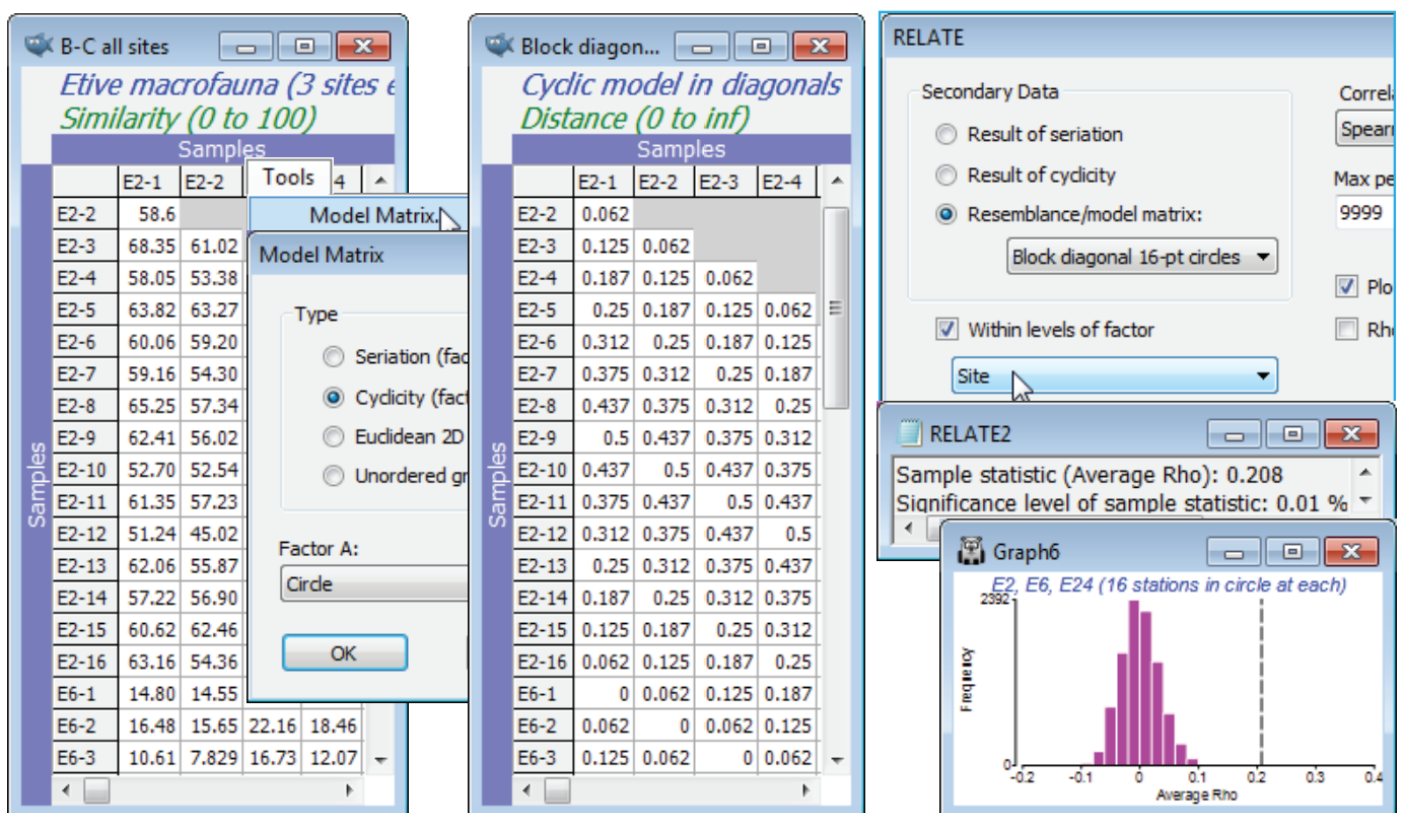 B-C all sites
Etive macrofauna (3 sites e
Similarity (0 to 100)
Samples
E2-1 E2-2 4
E2-2 58.6
E2-3 68.35 61.02
E2-4 58.05 53.38
E2-5 63.82 63.27
E2-6 60.06 59.20
E2-7 59.16 54.30
E2-8 65.25 57.34
E2-9 62.41 56.02
E2-10 52.70 52.54
E2-11 61.35 57.23
E2-12 51.24 45.02
E2-13 62.06 55.87
E2-14 57.22 56.90
E2-15 60.62 62.46
E2-16 63.16 54.36
E6-1 14.80 14.55
E6-2 16.48 15.65 22.16 18.46
E6-3 10.61 7.829 16.73 12.07
Samples
Tools
Model Matrix.
Model Matrix
Type
Seriation (fac
Cyclicity (fact
Euclidean 2D
Unordered gr
Factor A:
Circle
OK
Block diagon...
Cyclic model in diagonals
Distance (0 to inf)
Samples
E2-1 E2-2 E2-3 E2-4
E2-2 0.062
E2-3 0.125 0.062
E2-4 0.187 0.125 0.062
E2-5 0.25 0.187 0.125 0.062
E2-6 0.312 0.25 0.187 0.125
E2-7 0.375 0.312 0.25 0.187
E2-8 0.437 0.375 0.312 0.25
E2-9 0.5 0.437 0.375 0.312
E2-10 0.437 0.5 0.437 0.375
E2-11 0.375 0.437 0.5 0.437
E2-12 0.312 0.375 0.437 0.5
E2-13 0.25 0.312 0.375 0.437
E2-14 0.187 0.25 0.312 0.375
E2-15 0.125 0.187 0.25 0.312
E2-16 0.062 0.125 0.187 0.25
E6-1 0 0.062 0.125 0.187
E6-2 0.062 0 0.062 0.125
E6-3 0.125 0.062 0 0.062
Samples
RELATE
Secondary Data
Result of seriation
Result of cyclicity
Resemblance/model matrix:
Block diagonal 16-pt circles
Within levels of factor
Site
Correl
Spear
Max pe
9999
Plo
Rh
RELATE2
Sample statistic (Average Rho): 0.208
Significance level of sample statistic: 0.01 %
Graph6
E2, E6, E24 (16 stations in circle at each)
2392
Frequency
0
-0.2 -0.1 0 0.1 0.2 0.3 0.4
Average Rho